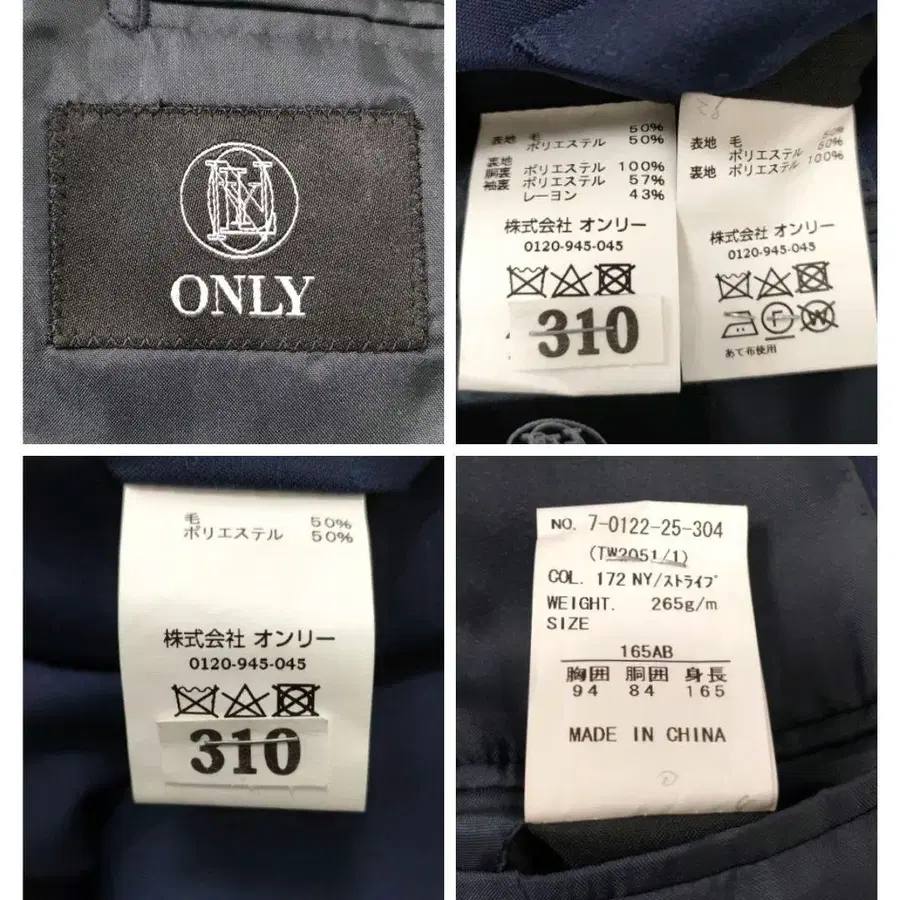 ONLY
表地 毛 50%
ポリエステル 50%
裏地
胴裏 ポリエステル 100%
袖裏 ポリエステル 57%
レーヨン 43%
株式会社 オンリー
0120-945-045
310
表地 毛 50%
ポリエステル 50%
裏地 ポリエステル 100%
株式会社 オンリー
0120-945-045
F W
あて布使用
毛 50%
ポリエステル 50%
株式会社 オンリー
0120-945-045
310
NO. 7-0122-25-304
(TW2051/1)
COL. 172 NY/ストライプ
WEIGHT. 265g/m
SIZE
165AB
胸囲 胴囲 身長
94 84 165
MADE IN CHINA